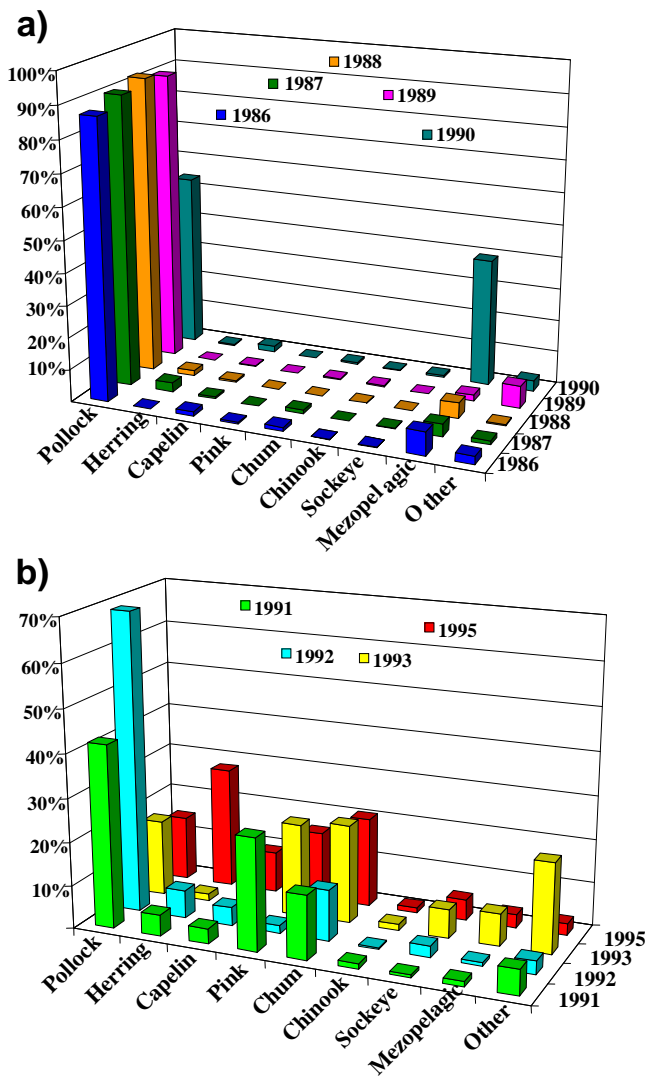 a)
1988
100%
1987
90%
1989
1986
80%
1990
70%
60%
50%
40%
30%
20%
10%
1990
1989
1988
1987
1986
Pollock
Herring
Capelin
Pink
Chum
Chinook
Sockeye
Mezopel agic
O ther
b)
1991
70%
1995
1992
1993
60%
50%
40%
30%
20%
10%
1995
1993
1992
1991
Pollock
Herring
Capelin
Pink
Chum
Chinook
Sockeye
Mezopelagic
Other